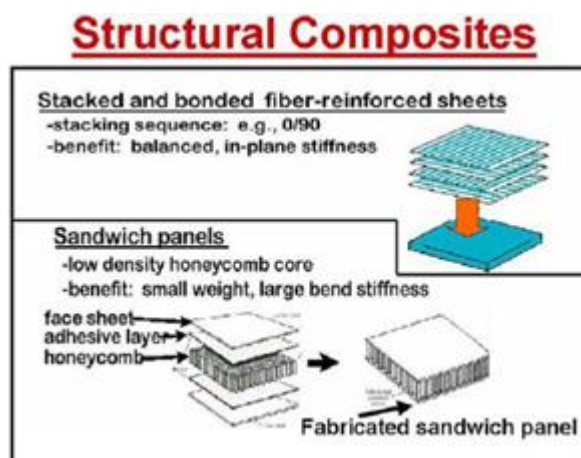 Structural Composites
Stacked and bonded fiber-reinforced sheets
-stacking sequence: e.g., 0/90
-benefit: balanced, in-plane stiffness
Sandwich panels
-low density honeycomb core
-benefit: small weight, large bend stiffness
face sheet
adhesive layer
honeycomb
Fabricated sandwich panel